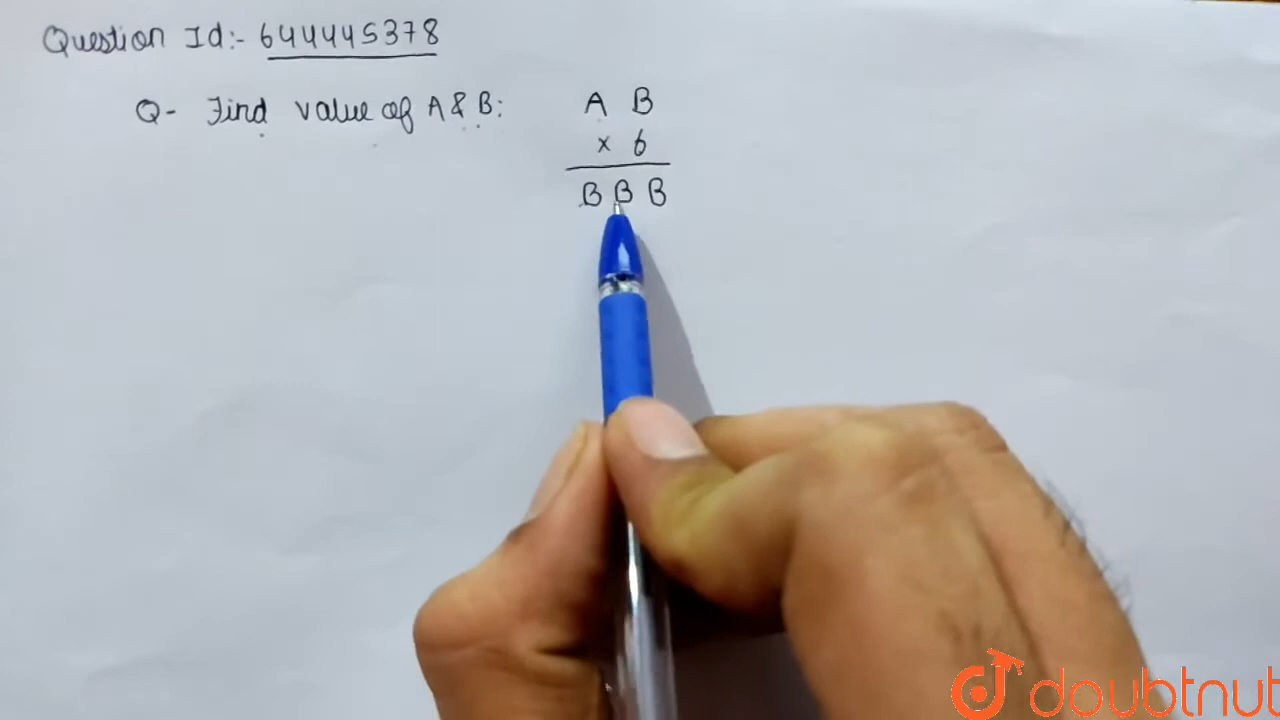 Question Id:- 644445378
Q- Find value of A & B:
A B
× 6
B B B
doubtnut